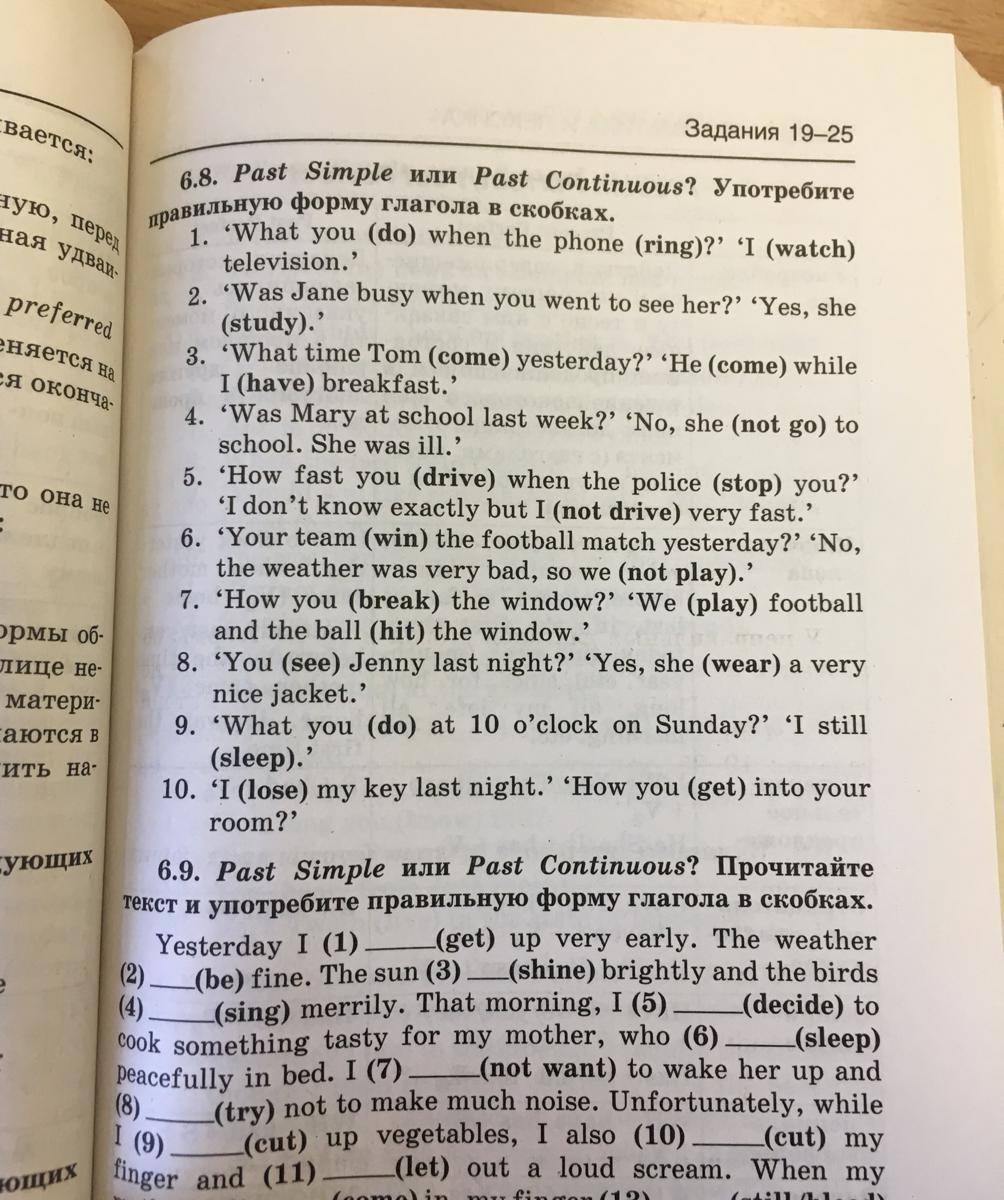 вается:
ную, перед
ная удваи-
preferred
еняется на
ся оконча-
то она не
:
ормы об-
лице не-
матери-
аются в
ить на-
ующих
ющих
Задания 19–25
6.8. Past Simple или Past Continuous? Употребите
правильную форму глагола в скобках.
1. ‘What you (do) when the phone (ring)?’ ‘I (watch)
television.’
2. ‘Was Jane busy when you went to see her?’ ‘Yes, she
(study).’
3. ‘What time Tom (come) yesterday?’ ‘He (come) while
I (have) breakfast.’
4. ‘Was Mary at school last week?’ ‘No, she (not go) to
school. She was ill.’
5. ‘How fast you (drive) when the police (stop) you?’
‘I don’t know exactly but I (not drive) very fast.’
6. ‘Your team (win) the football match yesterday?’ ‘No,
the weather was very bad, so we (not play).’
7. ‘How you (break) the window?’ ‘We (play) football
and the ball (hit) the window.’
8. ‘You (see) Jenny last night?’ ‘Yes, she (wear) a very
nice jacket.’
9. ‘What you (do) at 10 o’clock on Sunday?’ ‘I still
(sleep).’
10. ‘I (lose) my key last night.’ ‘How you (get) into your
room?’
6.9. Past Simple или Past Continuous? Прочитайте
текст и употребите правильную форму глагола в скобках.
Yesterday I (1) _____(get) up very early. The weather
(2) ___(be) fine. The sun (3) ___(shine) brightly and the birds
(4) _____(sing) merrily. That morning, I (5) _____(decide) to
cook something tasty for my mother, who (6) _____(sleep)
peacefully in bed. I (7) _____(not want) to wake her up and
(8) _____(try) not to make much noise. Unfortunately, while
I (9) _____(cut) up vegetables, I also (10) _____(cut) my
finger and (11) _____(let) out a loud scream. When my
(come) in, my finger (12)